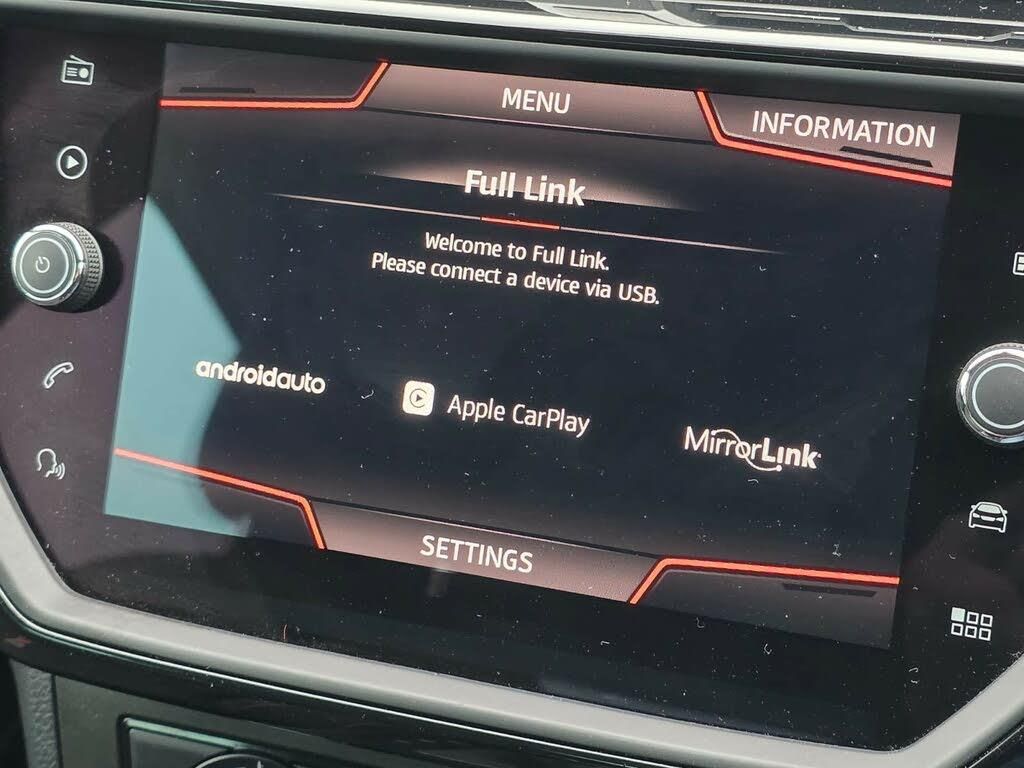 MENU
INFORMATION
Full Link
Welcome to Full Link.
Please connect a device via USB.
androidauto
Apple CarPlay
MirrorLink
SETTINGS